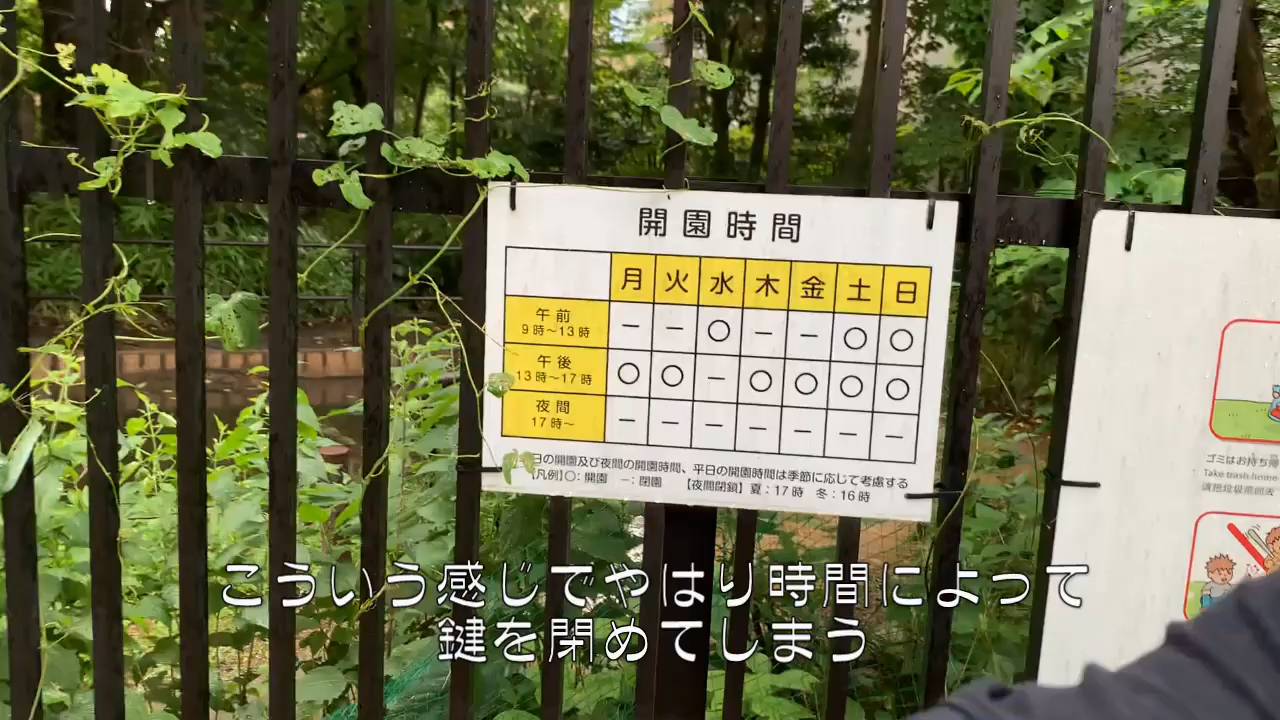 開園時間
月 火 水 木 金 土 日
午前
9時～13時 － － ○ － － ○ ○
午後
13時～17時 ○ ○ － ○ ○ ○ ○
夜間
17時～ － － － － － － －
日の開園及び夜間の開園時間、平日の開園時間は季節に応じて考慮する
【凡例】○：開園 －：閉園 【夜間閉鎖】夏：17時 冬：16時
ゴミはお持ち帰
Take trash home
こういう感じでやはり時間によって
鍵を閉めてしまう